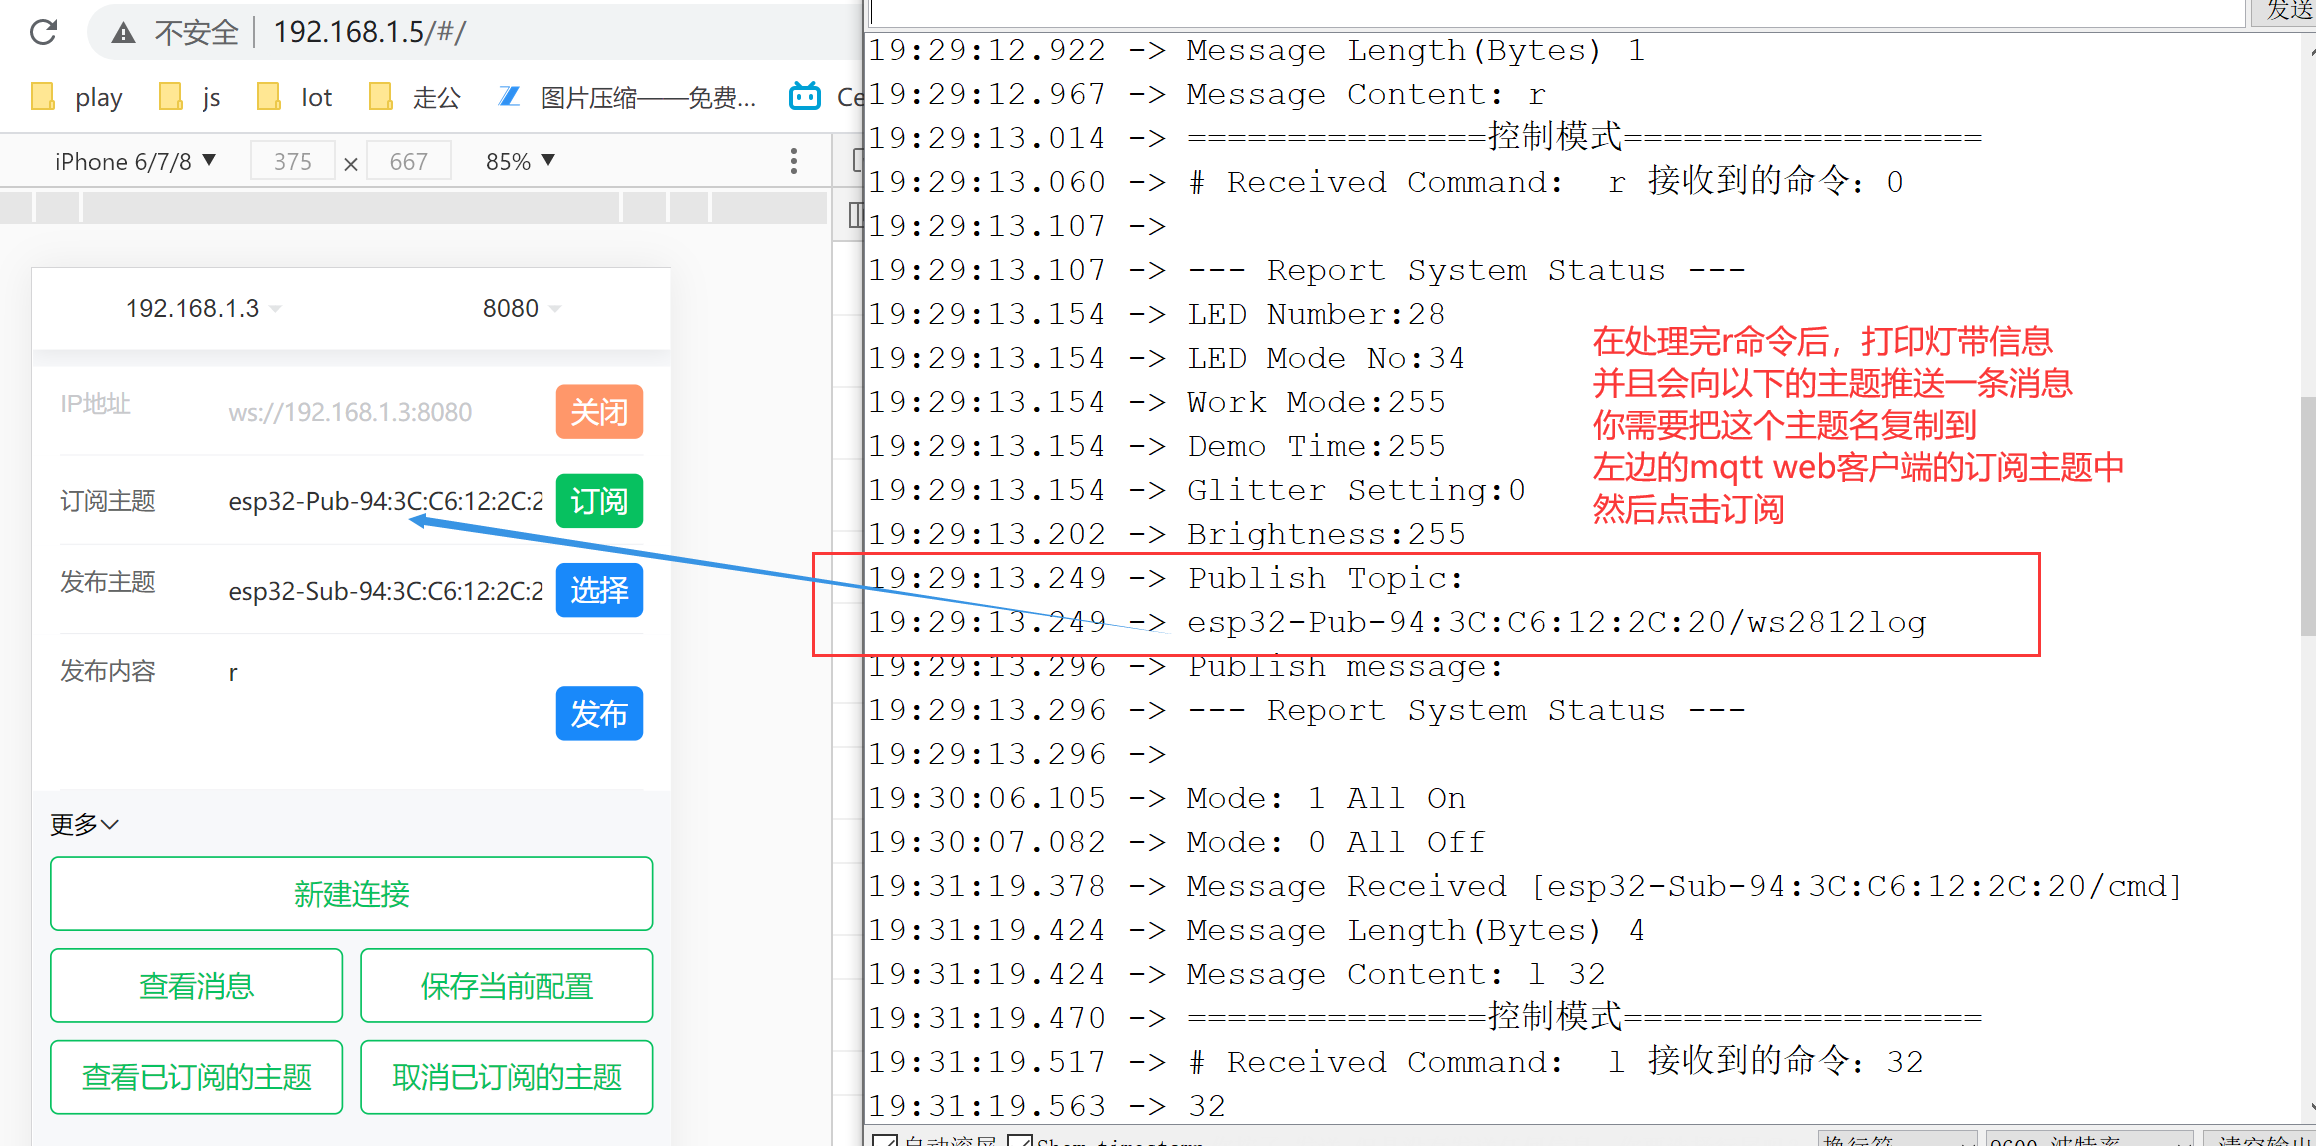 不安全 192.168.1.5/#/
play js Iot 走公 图片压缩——免费...
iPhone 6/7/8 375 × 667 85%
192.168.1.3 8080
IP地址 ws://192.168.1.3:8080 关闭
订阅主题 esp32-Pub-94:3C:C6:12:2C:2 订阅
发布主题 esp32-Sub-94:3C:C6:12:2C:2 选择
发布内容 r
发布
更多
新建连接
查看消息 保存当前配置
查看已订阅的主题 取消已订阅的主题
发送
19:29:12.922 -> Message Length(Bytes) 1
19:29:12.967 -> Message Content: r
19:29:13.014 -> ===============控制模式==================
19:29:13.060 -> # Received Command:  r 接收到的命令：0
19:29:13.107 ->
19:29:13.107 -> --- Report System Status ---
19:29:13.154 -> LED Number:28
19:29:13.154 -> LED Mode No:34
19:29:13.154 -> Work Mode:255
19:29:13.154 -> Demo Time:255
19:29:13.154 -> Glitter Setting:0
19:29:13.202 -> Brightness:255
19:29:13.249 -> Publish Topic:
19:29:13.249 -> esp32-Pub-94:3C:C6:12:2C:20/ws2812log
19:29:13.296 -> Publish message:
19:29:13.296 -> --- Report System Status ---
19:29:13.296 ->
19:30:06.105 -> Mode: 1 All On
19:30:07.082 -> Mode: 0 All Off
19:31:19.378 -> Message Received [esp32-Sub-94:3C:C6:12:2C:20/cmd]
19:31:19.424 -> Message Length(Bytes) 4
19:31:19.424 -> Message Content: l 32
19:31:19.470 -> ===============控制模式==================
19:31:19.517 -> # Received Command:  l 接收到的命令：32
19:31:19.563 -> 32
在处理完r命令后，打印灯带信息
并且会向以下的主题推送一条消息
你需要把这个主题名复制到
左边的mqtt web客户端的订阅主题中
然后点击订阅
自动滚屏 Show timestamp 换行符 9600 波特率 清空输出